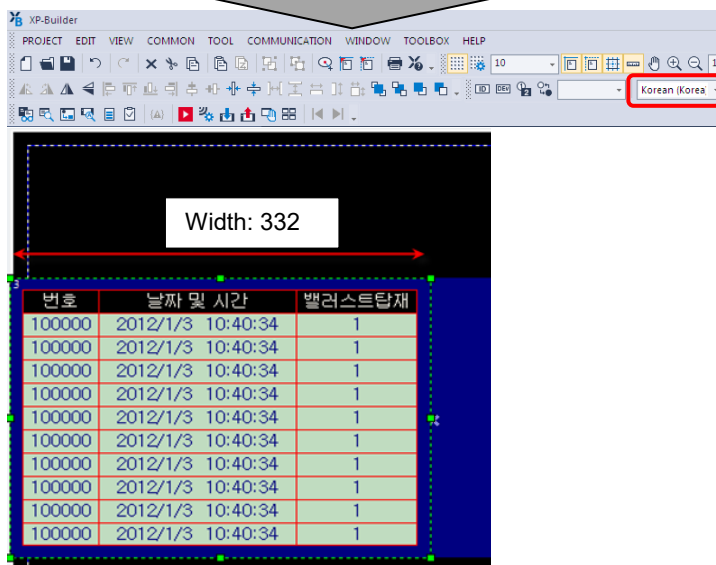 XP-Builder
PROJECT EDIT VIEW COMMON TOOL COMMUNICATION WINDOW TOOLBOX HELP
10
Korean (Korea
Width: 332
3
번호 날짜 및 시간 밸러스트탑재
100000 2012/1/3 10:40:34 1
100000 2012/1/3 10:40:34 1
100000 2012/1/3 10:40:34 1
100000 2012/1/3 10:40:34 1
100000 2012/1/3 10:40:34 1
100000 2012/1/3 10:40:34 1
100000 2012/1/3 10:40:34 1
100000 2012/1/3 10:40:34 1
100000 2012/1/3 10:40:34 1
100000 2012/1/3 10:40:34 1